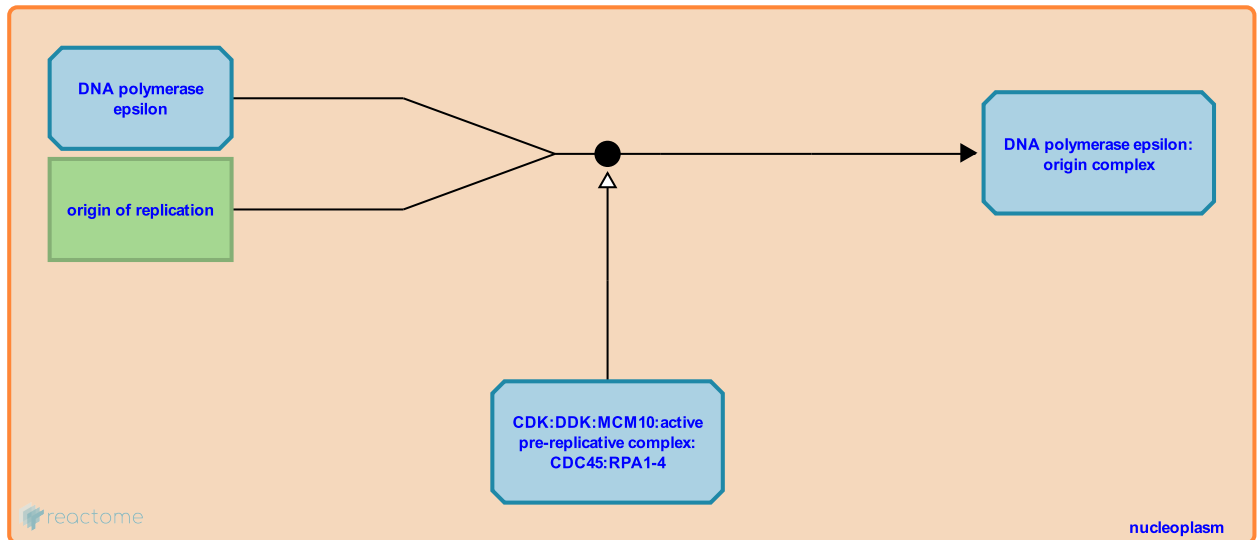 DNA polymerase
epsilon
origin of replication
DNA polymerase epsilon:
origin complex
CDK:DDK:MCM10:active
pre-replicative complex:
CDC45:RPA1-4
reactome
nucleoplasm